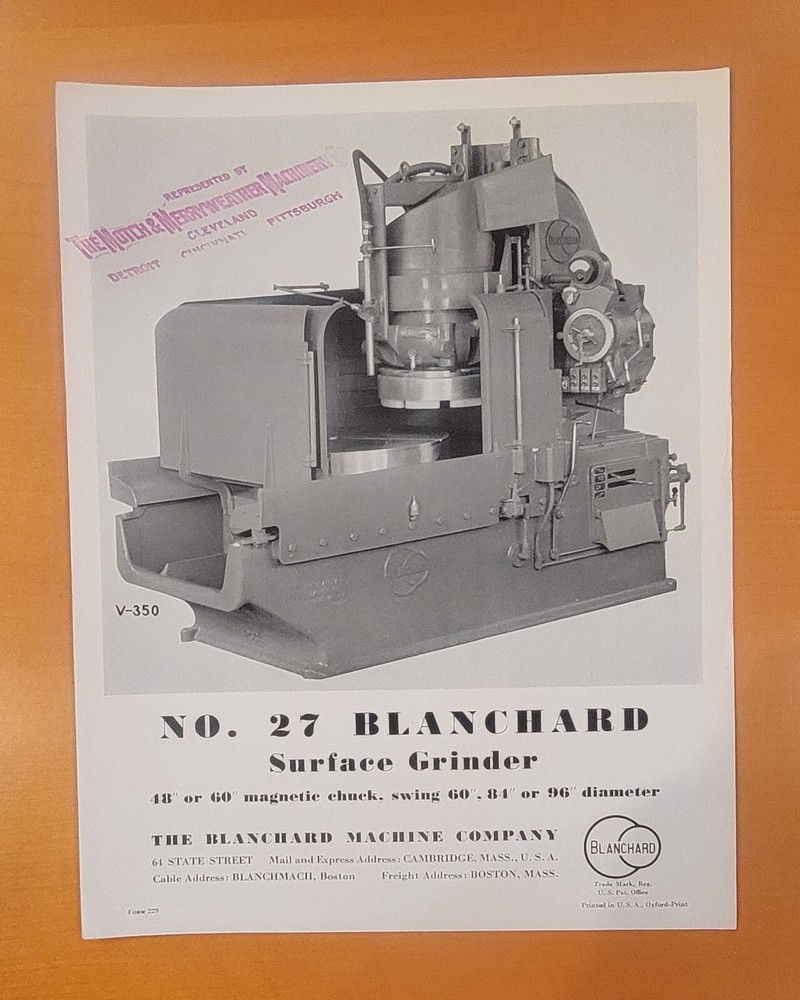 REPRESENTED BY
THE MOTCH & MERRYWEATHER MACHINERY
CLEVELAND PITTSBURGH
DETROIT CINCINNATI
BLANCHARD
V-350
NO. 27 BLANCHARD
Surface Grinder
48" or 60" magnetic chuck, swing 60", 84" or 96" diameter
THE BLANCHARD MACHINE COMPANY
64 STATE STREET Mail and Express Address: CAMBRIDGE, MASS., U. S. A.
Cable Address: BLANCHMACH, Boston Freight Address: BOSTON, MASS.
BLANCHARD
Trade Mark, Reg.
U. S. Pat. Office
Form 229
Printed in U. S. A., Oxford-Print